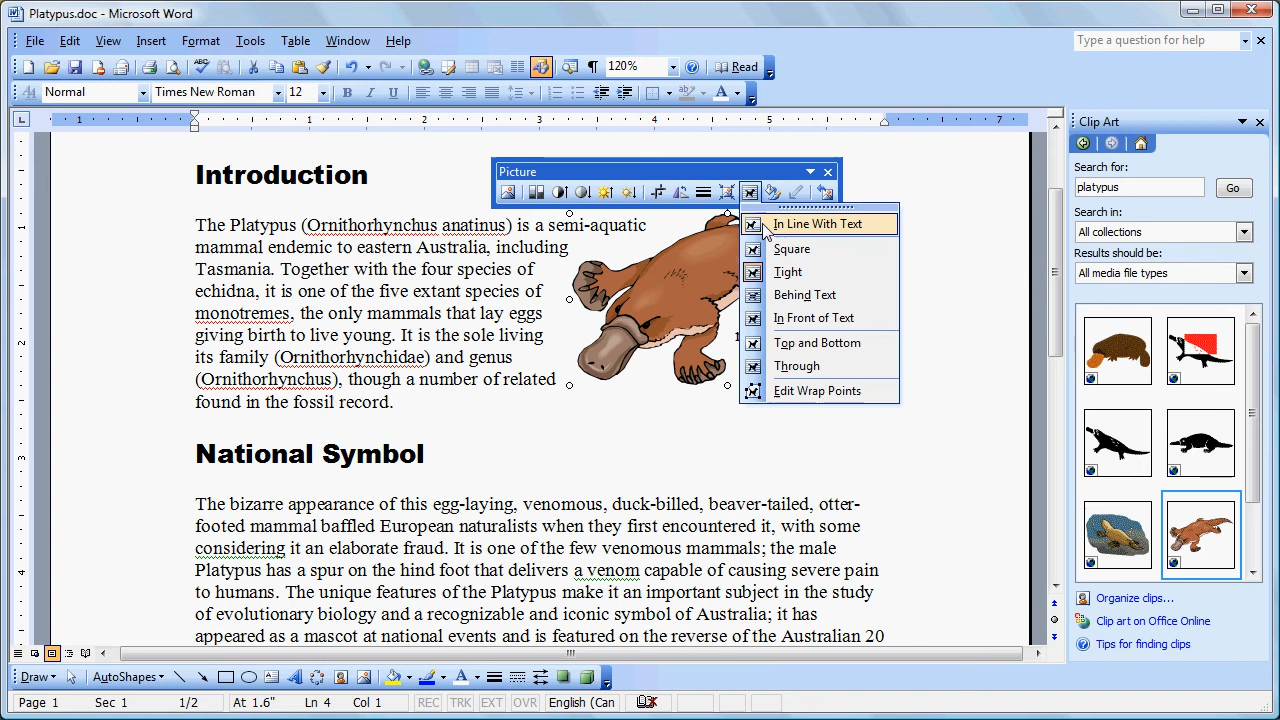 Platypus.doc - Microsoft Word
File Edit View Insert Format Tools Table Window Help
Type a question for help
ABC
120%
Read
Normal
Times New Roman
12
B I U
A
L
1 1 2 3 4 5 7
Introduction
The Platypus (Ornithorhynchus anatinus) is a semi-aquatic
mammal endemic to eastern Australia, including
Tasmania. Together with the four species of
echidna, it is one of the five extant species of
monotremes, the only mammals that lay eggs
giving birth to live young. It is the sole living
its family (Ornithorhynchidae) and genus
(Ornithorhynchus), though a number of related
found in the fossil record.
National Symbol
The bizarre appearance of this egg-laying, venomous, duck-billed, beaver-tailed, otter-
footed mammal baffled European naturalists when they first encountered it, with some
considering it an elaborate fraud. It is one of the few venomous mammals; the male
Platypus has a spur on the hind foot that delivers a venom capable of causing severe pain
to humans. The unique features of the Platypus make it an important subject in the study
of evolutionary biology and a recognizable and iconic symbol of Australia; it has
appeared as a mascot at national events and is featured on the reverse of the Australian 20
Picture
In Line With Text
Square
Tight
Behind Text
In Front of Text
Top and Bottom
Through
Edit Wrap Points
Clip Art
Search for:
platypus
Go
Search in:
All collections
Results should be:
All media file types
Organize clips...
Clip art on Office Online
Tips for finding clips
Draw
AutoShapes
A
Page 1 Sec 1 1/2 At 1.6" Ln 4 Col 1 REC TRK EXT OVR English (Can